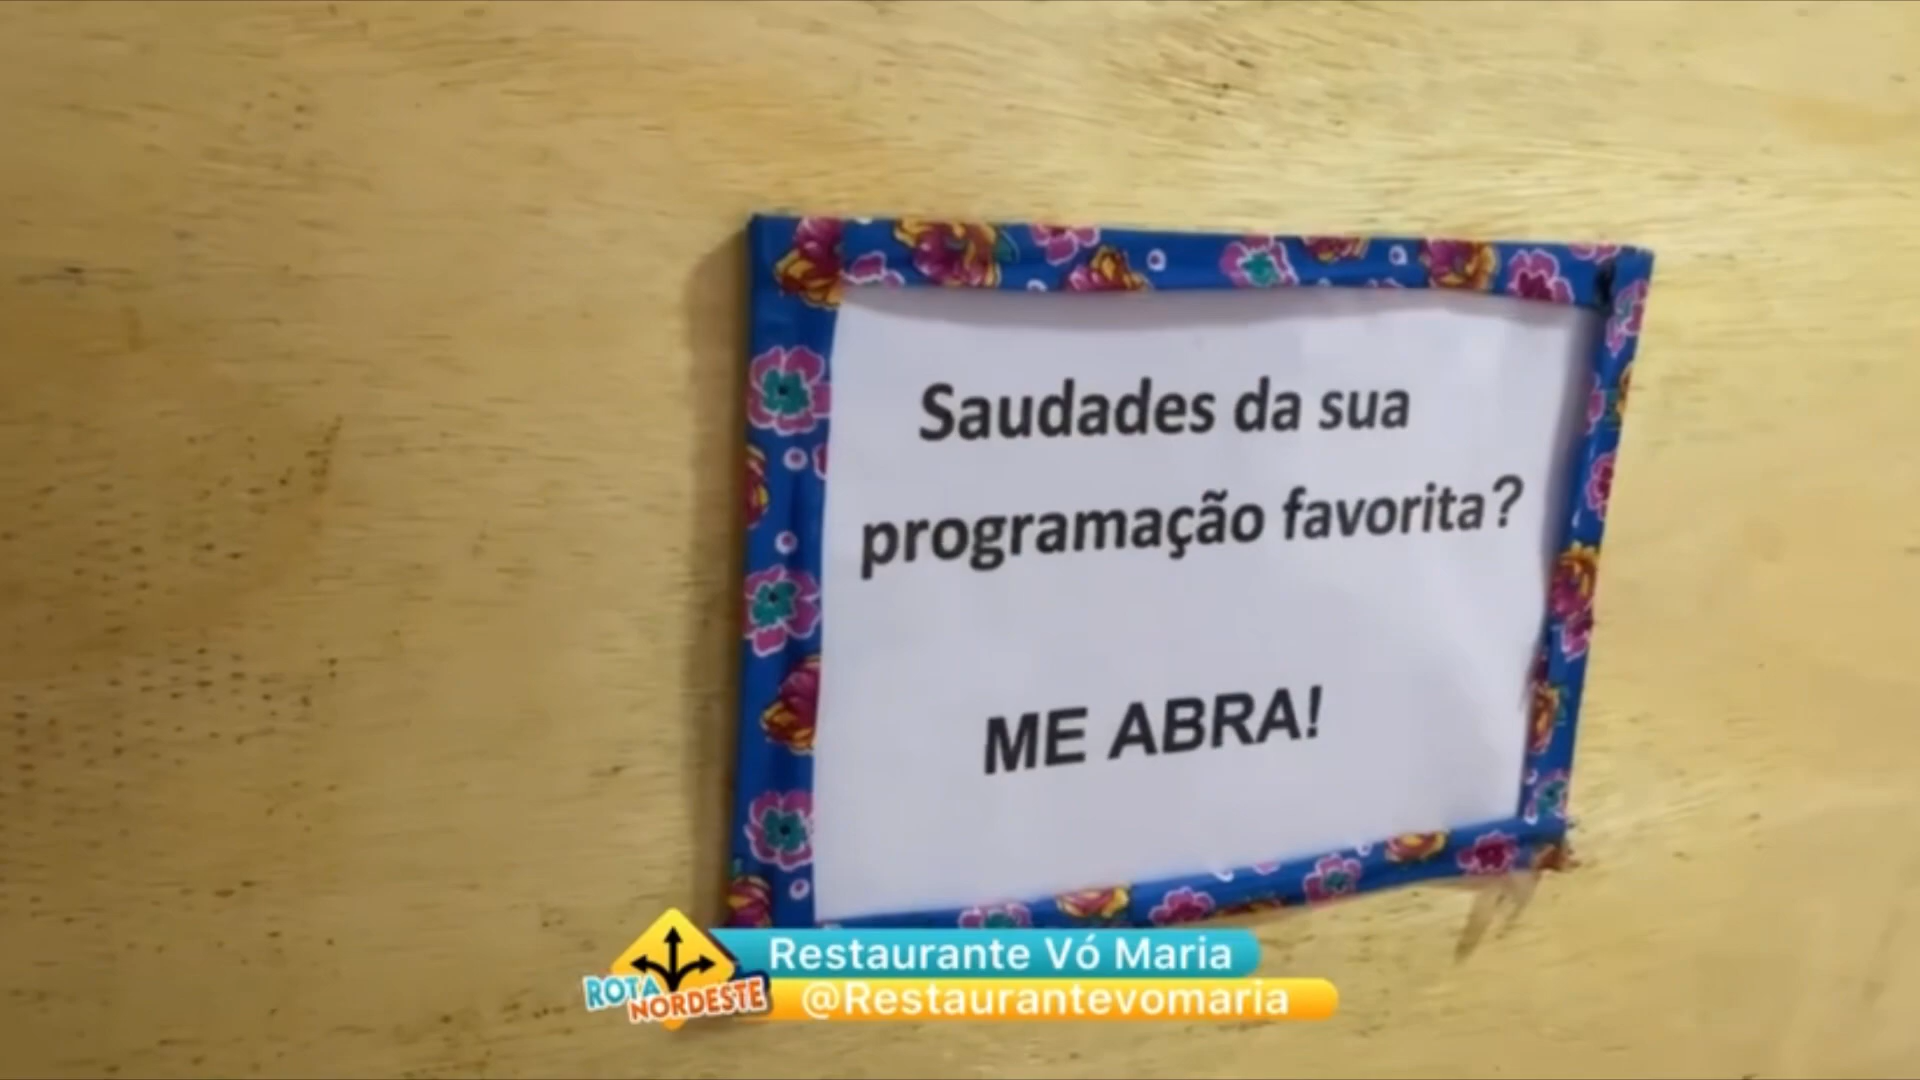 Saudades da sua
programação favorita?
ME ABRA!
Restaurante Vó Maria
ROTA
NORDESTE
@Restaurantevomaria